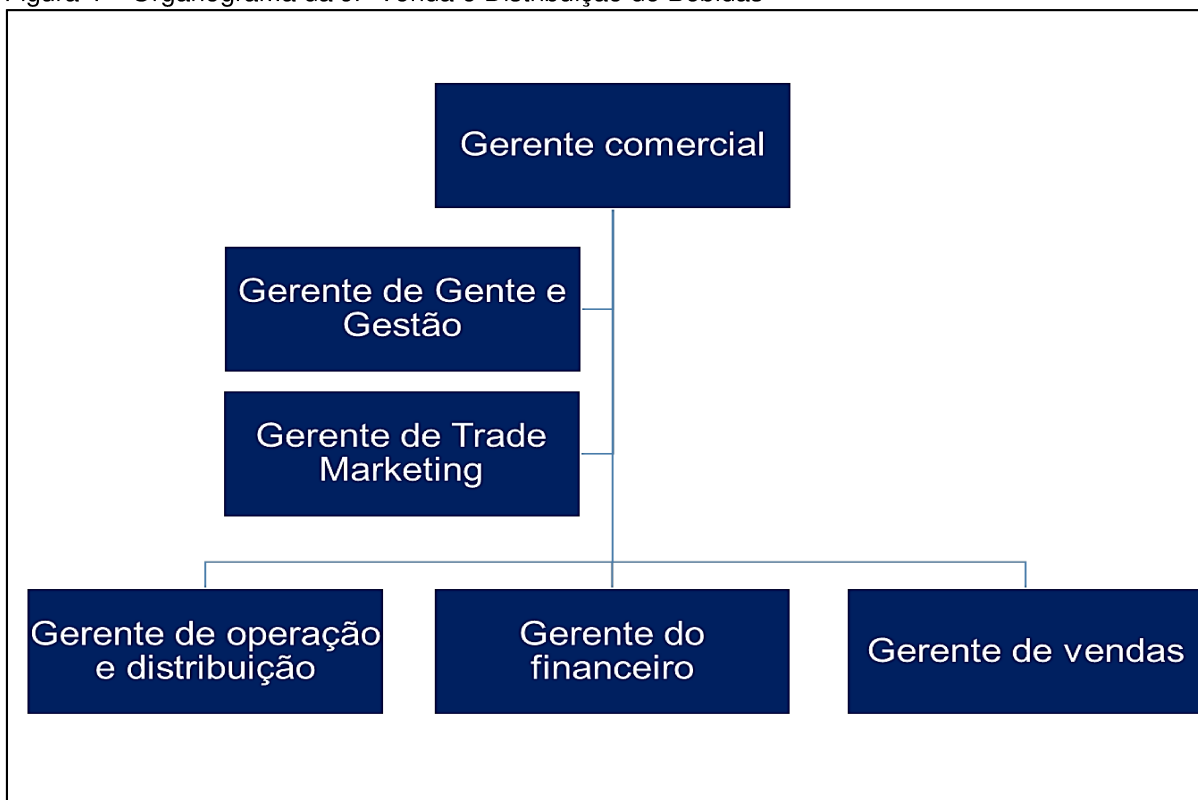 Gerente comercial
Gerente de Gente e
Gestão
Gerente de Trade
Marketing
Gerente de operação
e distribuição
Gerente do
financeiro
Gerente de vendas